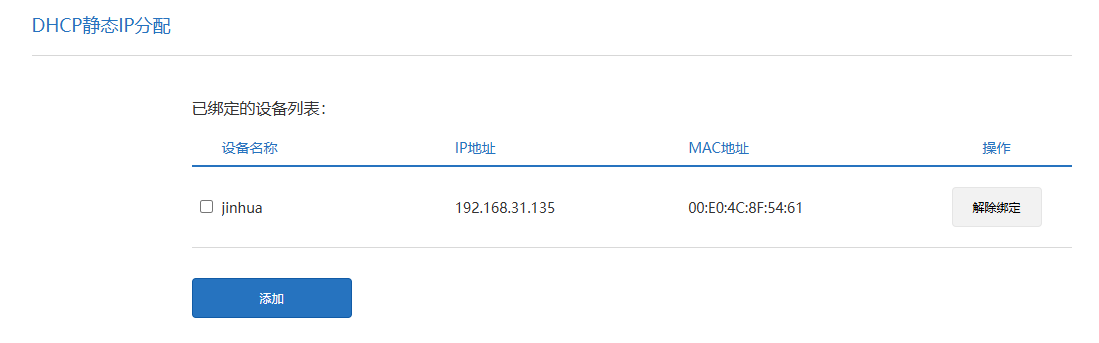 DHCP静态IP分配
已绑定的设备列表：
设备名称 IP地址 MAC地址 操作
jinhua 192.168.31.135 00:E0:4C:8F:54:61 解除绑定
添加